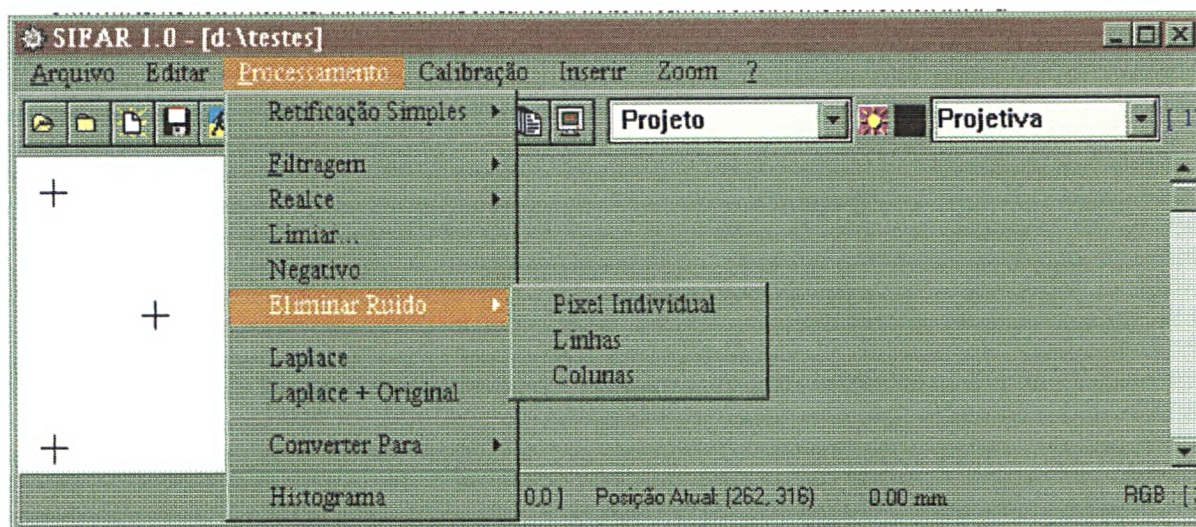 SIFAR 1.0 - [d:\testes]
Arquivo Editar Processamento Calibração Inserir Zoom ?
Projeto Projetiva [ 1
Retificação Simples
Filtragem
Realce
Limiar...
Negativo
Eliminar Ruido
Pixel Individual
Linhas
Colunas
Laplace
Laplace + Original
Converter Para
Histograma
0,0 ] Posição Atual: (262, 316) 0.00 mm RGB : [